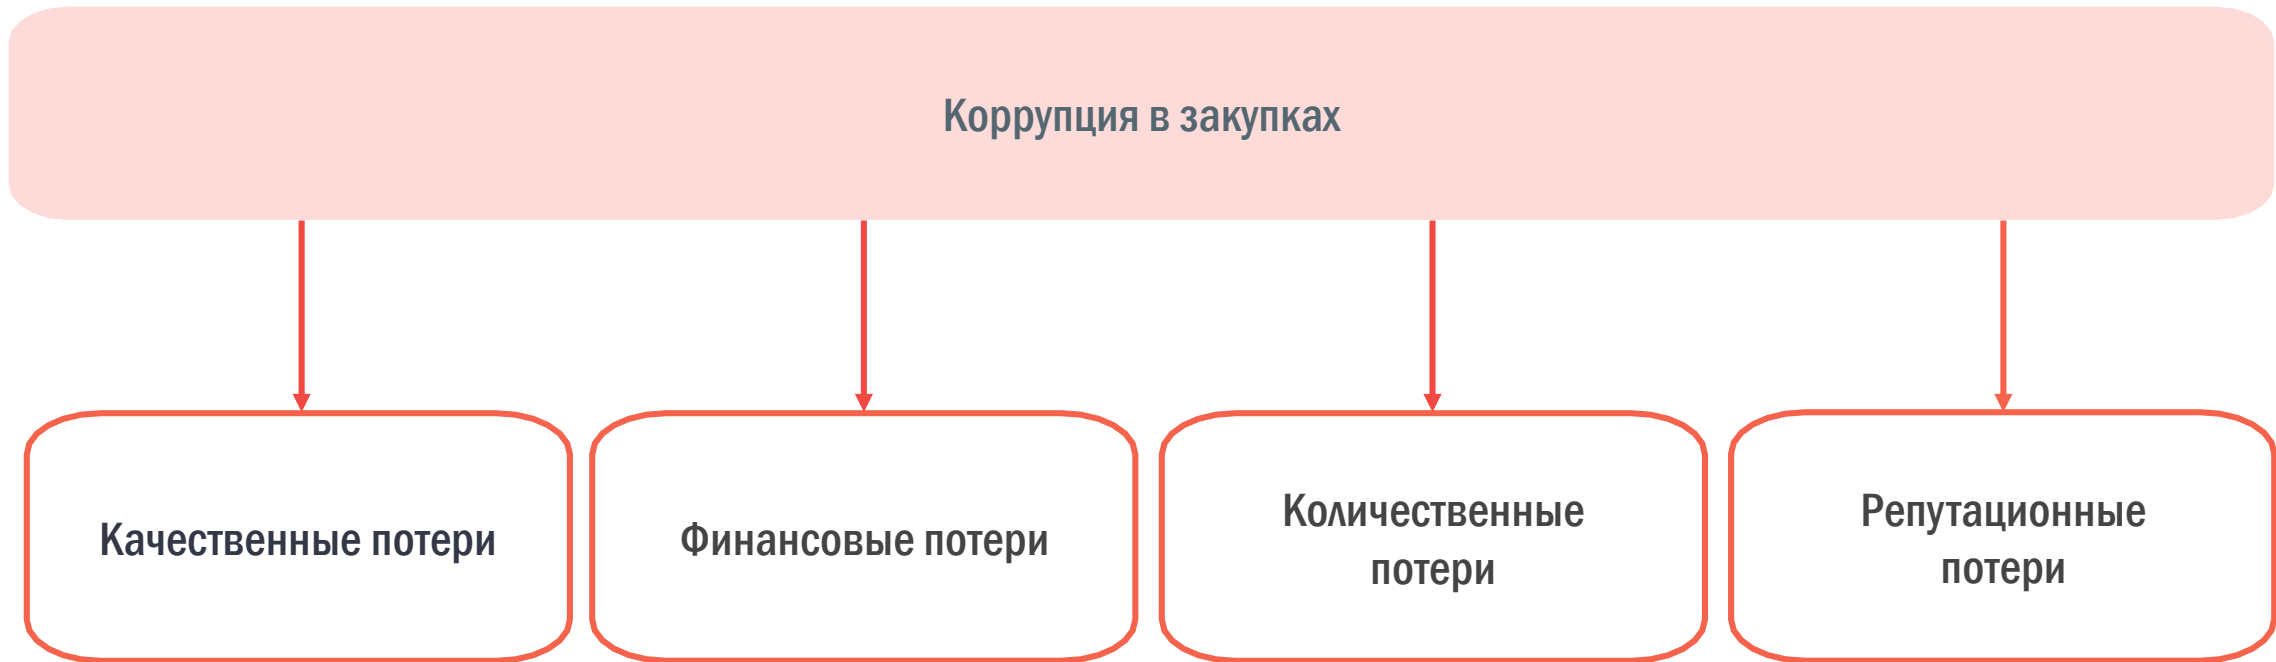 Коррупция в закупках
Качественные потери
Финансовые потери
Количественные
потери
Репутационные
потери